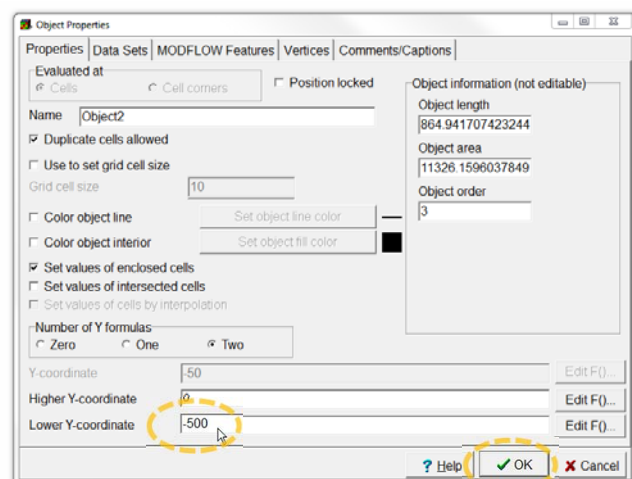 Object Properties
Properties Data Sets MODFLOW Features Vertices Comments/Captions
Evaluated at
Cells Cell corners
Position locked
Name Object2
Duplicate cells allowed
Use to set grid cell size
Grid cell size 10
Color object line Set object line color
Color object interior Set object fill color
Set values of enclosed cells
Set values of intersected cells
Set values of cells by interpolation
Number of Y formulas
Zero One Two
Y-coordinate -50 Edit F()...
Higher Y-coordinate 0 Edit F()...
Lower Y-coordinate -500 Edit F()...
Object information (not editable)
Object length
864.941707423244
Object area
11326.1596037849
Object order
3
? Help OK Cancel